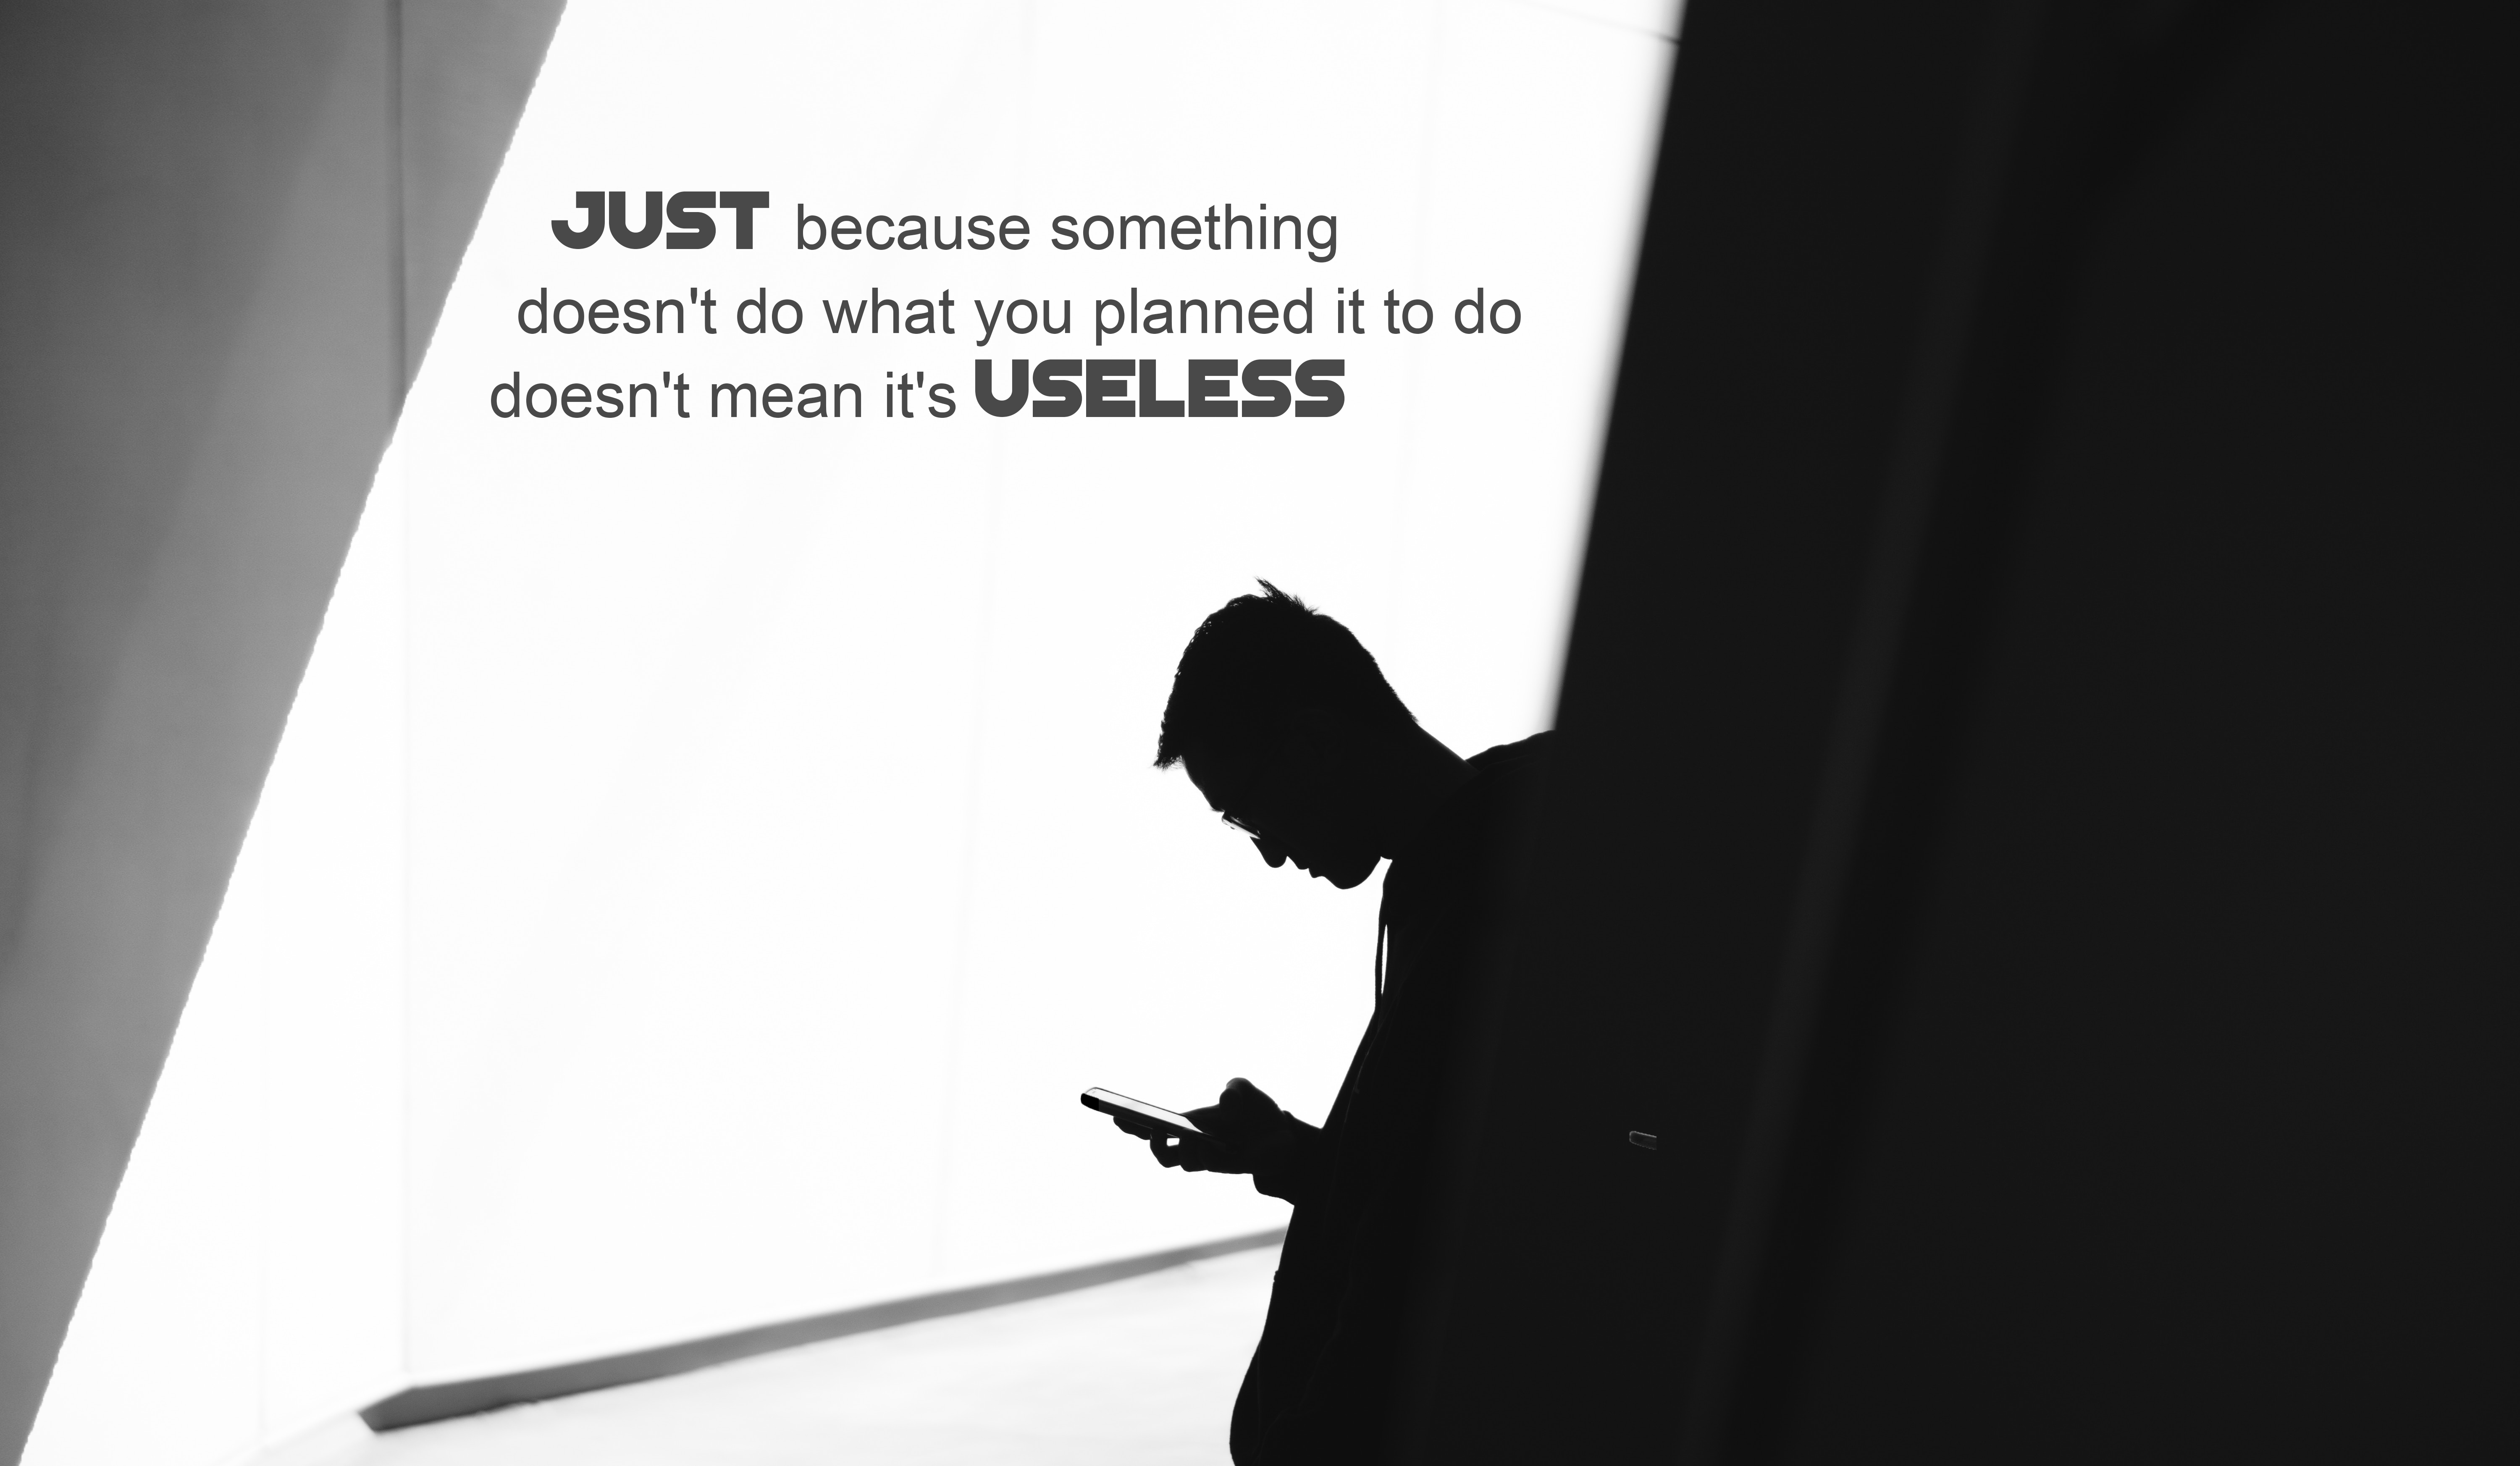 JUST because something
doesn't do what you planned it to do
doesn't mean it's USELESS